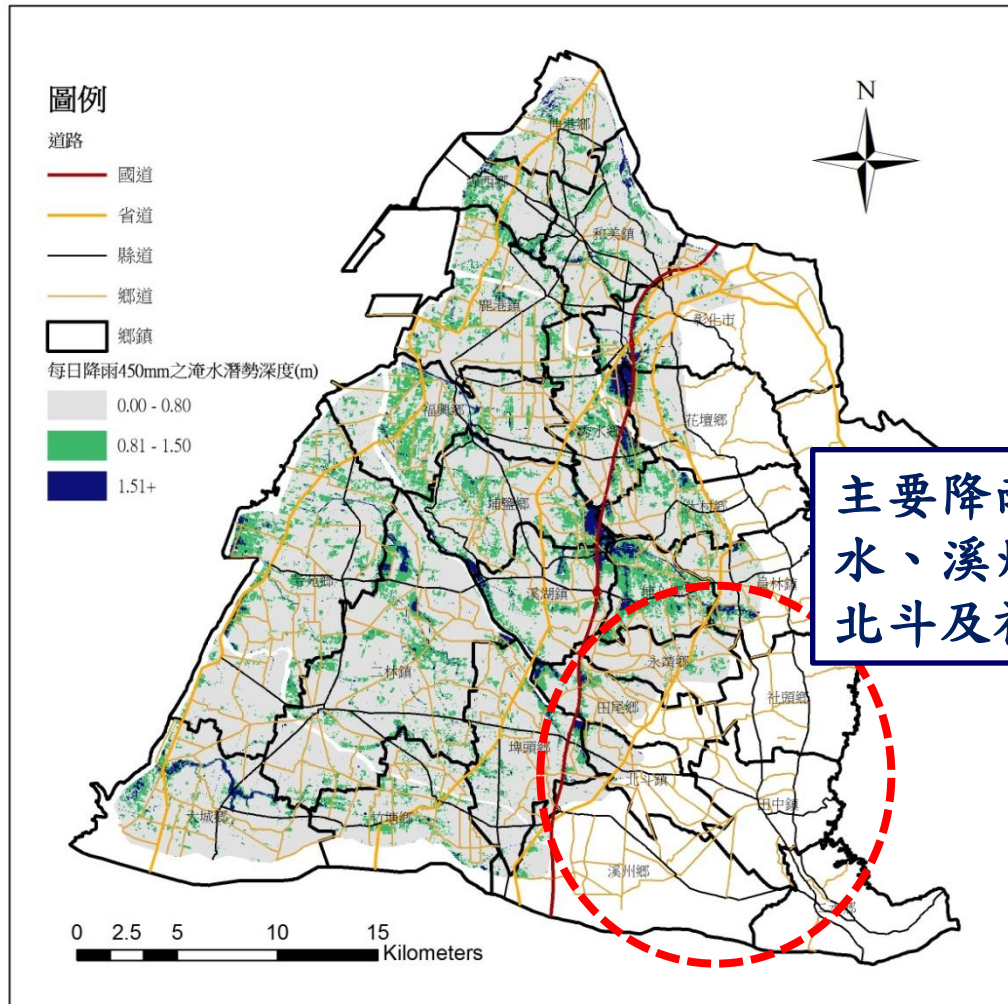 圖例
道路
國道
省道
縣道
鄉道
鄉鎮
每日降雨450mm之淹水潛勢深度(m)
0.00 - 0.80
0.81 - 1.50
1.51+
N
伸港鄉
和美鎮
鹿港鎮
彰化市
福興鄉
花壇鄉
秀水鄉
埔鹽鄉
大村鄉
主要降
水、溪
北斗及
芳苑鄉
溪湖鎮
員林鎮
永靖鄉
二林鎮
社頭鄉
田尾鄉
埤頭鄉
北斗鎮
田中鎮
大城鄉
竹塘鄉
溪州鄉
0 2.5 5 10 15
Kilometers